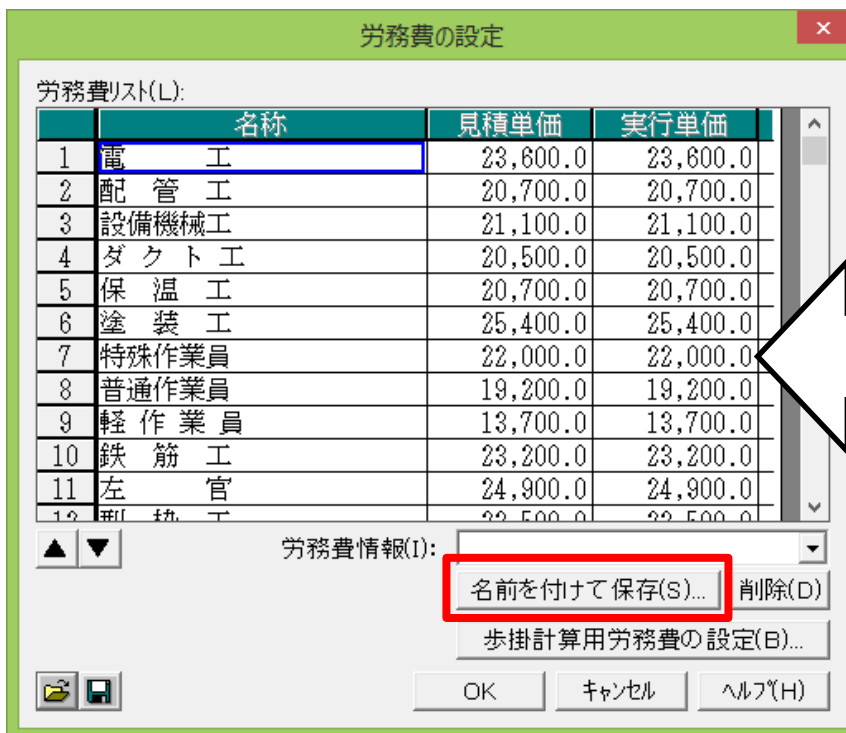 労務費の設定
労務費リスト(L):
名称 見積単価 実行単価
1 電　　工 23,600.0 23,600.0
2 配 管 工 20,700.0 20,700.0
3 設備機械工 21,100.0 21,100.0
4 ダ ク ト 工 20,500.0 20,500.0
5 保 温 工 20,700.0 20,700.0
6 塗 装 工 25,400.0 25,400.0
7 特殊作業員 22,000.0 22,000.0
8 普通作業員 19,200.0 19,200.0
9 軽 作 業 員 13,700.0 13,700.0
10 鉄 筋 工 23,200.0 23,200.0
11 左　　官 24,900.0 24,900.0
労務費情報(I):
名前を付けて保存(S)... 削除(D)
歩掛計算用労務費の設定(B)...
OK キャンセル ヘルプ(H)